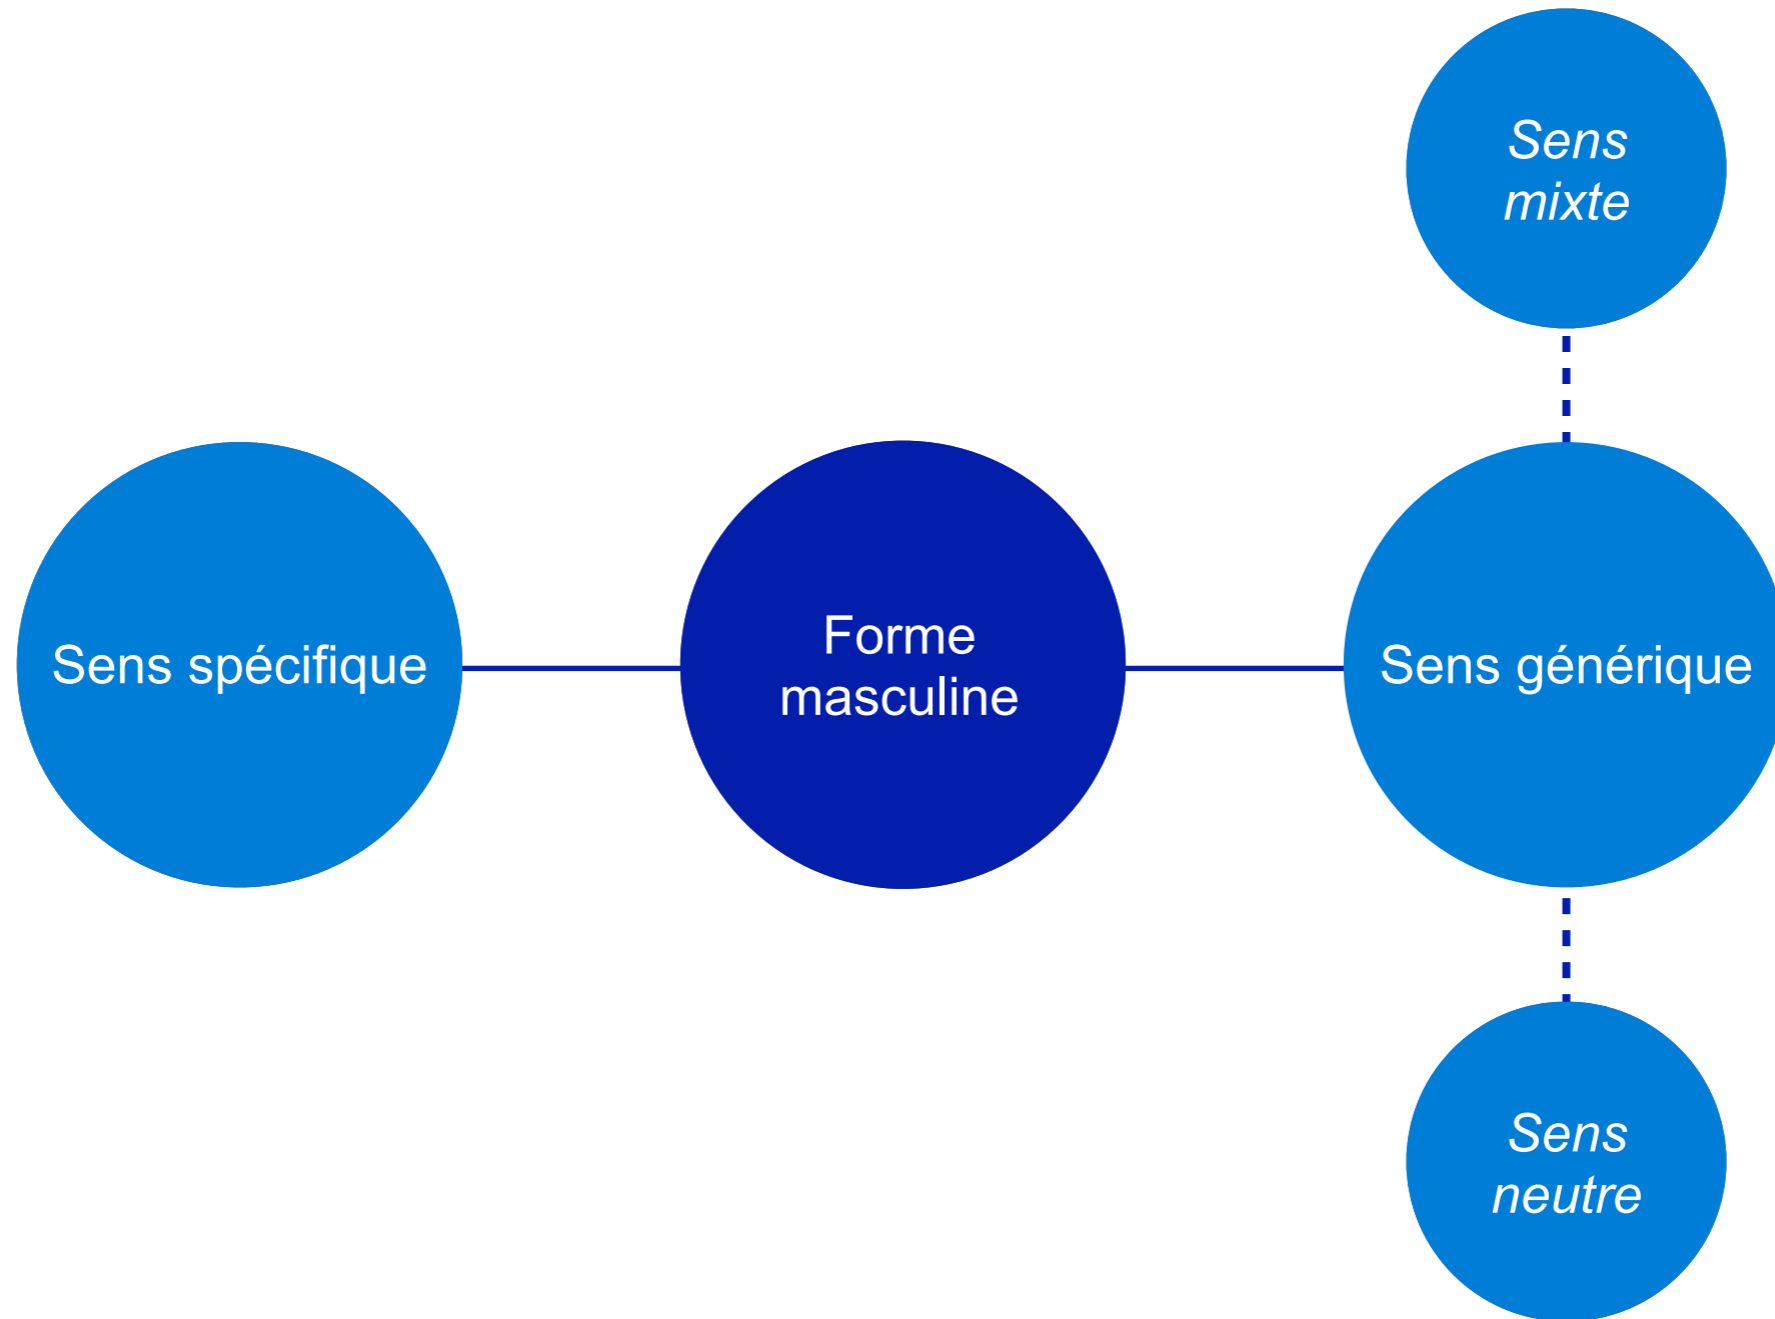 Sens
mixte
Sens spécifique
Forme
masculine
Sens générique
Sens
neutre